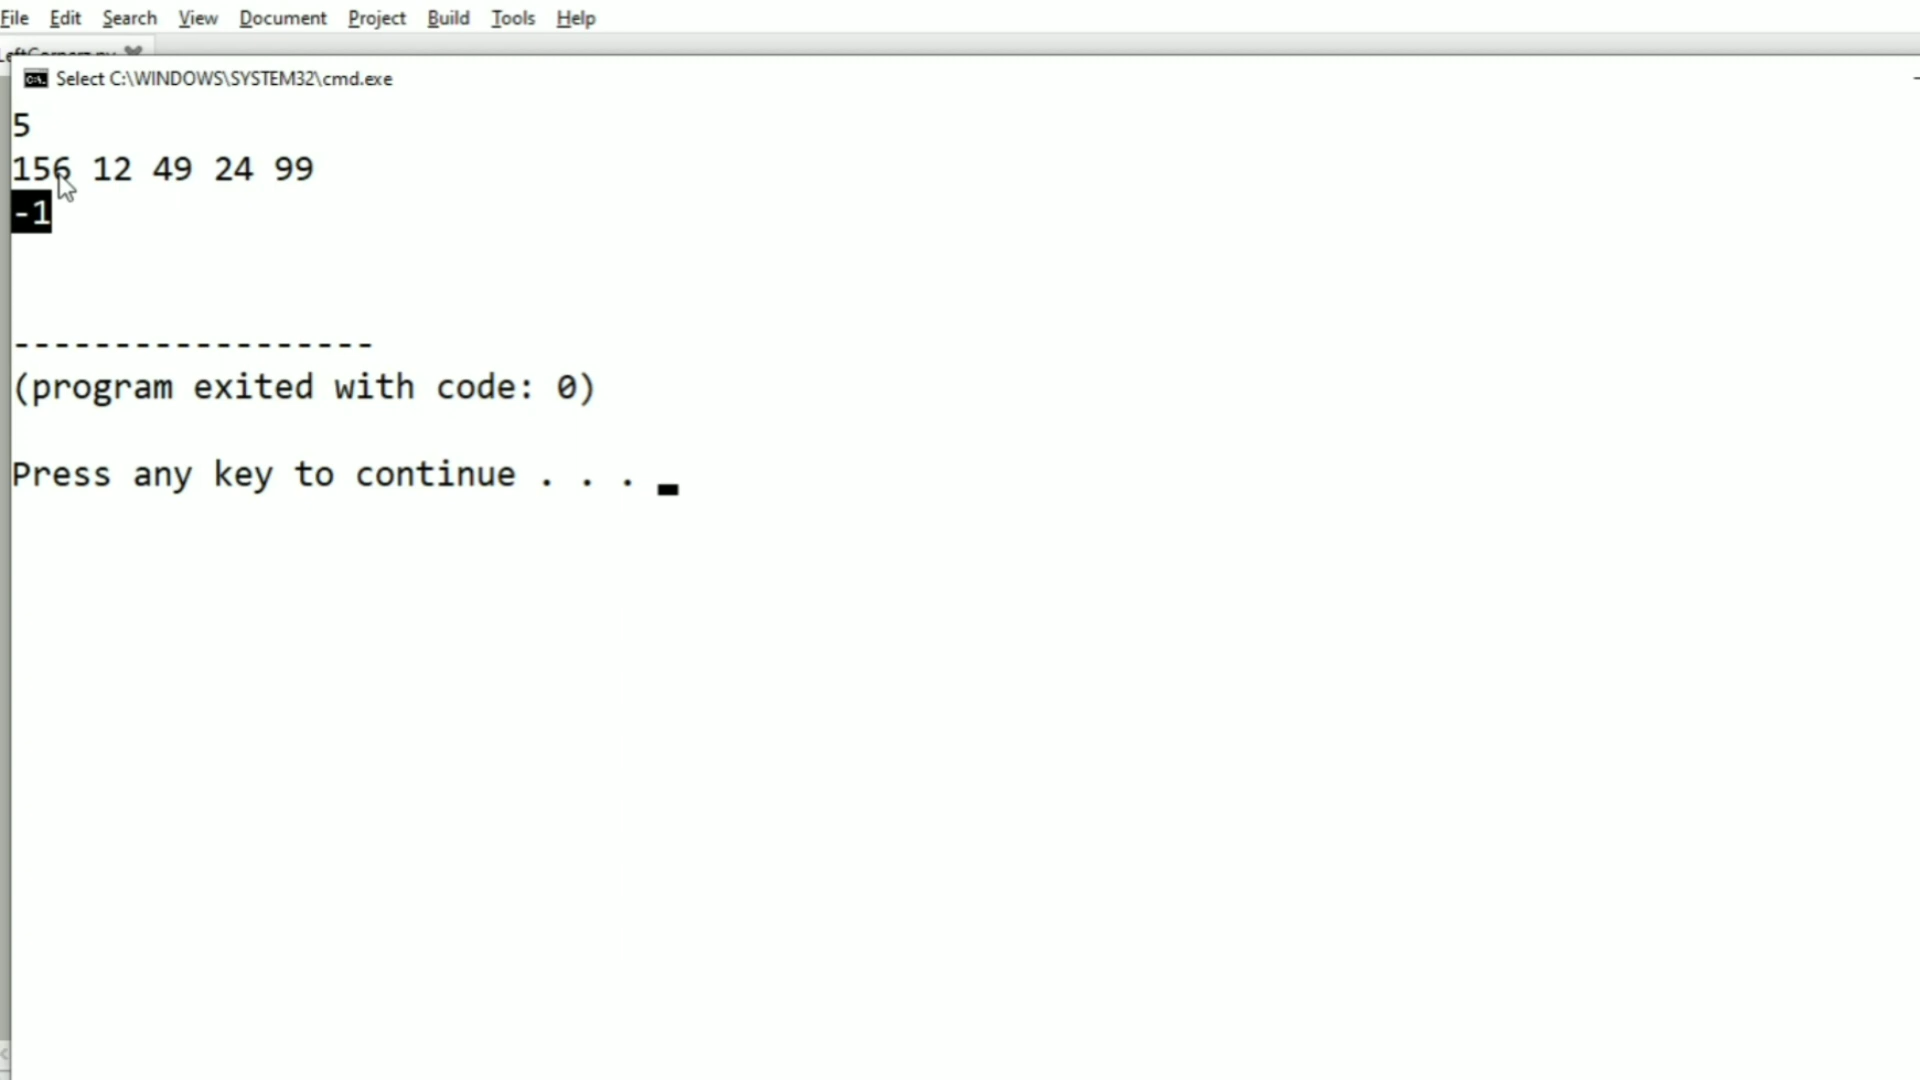 File Edit Search View Document Project Build Tools Help
Select C:\WINDOWS\SYSTEM32\cmd.exe
5
156 12 49 24 99
-1
------------------
(program exited with code: 0)
Press any key to continue . . .